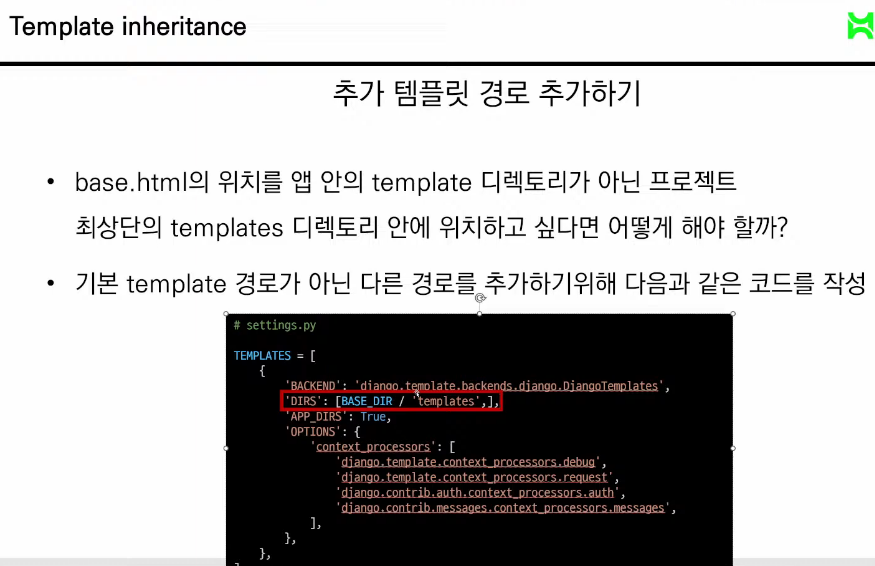 Template inheritance
추가 템플릿 경로 추가하기
• base.html의 위치를 앱 안의 template 디렉토리가 아닌 프로젝트
최상단의 templates 디렉토리 안에 위치하고 싶다면 어떻게 해야 할까?
• 기본 template 경로가 아닌 다른 경로를 추가하기위해 다음과 같은 코드를 작성
# settings.py
TEMPLATES = [
{
'BACKEND': 'django.template.backends.django.DjangoTemplates',
'DIRS': [BASE_DIR / 'templates',],
'APP_DIRS': True,
'OPTIONS': {
'context_processors': [
'django.template.context_processors.debug',
'django.template.context_processors.request',
'django.contrib.auth.context_processors.auth',
'django.contrib.messages.context_processors.messages',
],
},
},